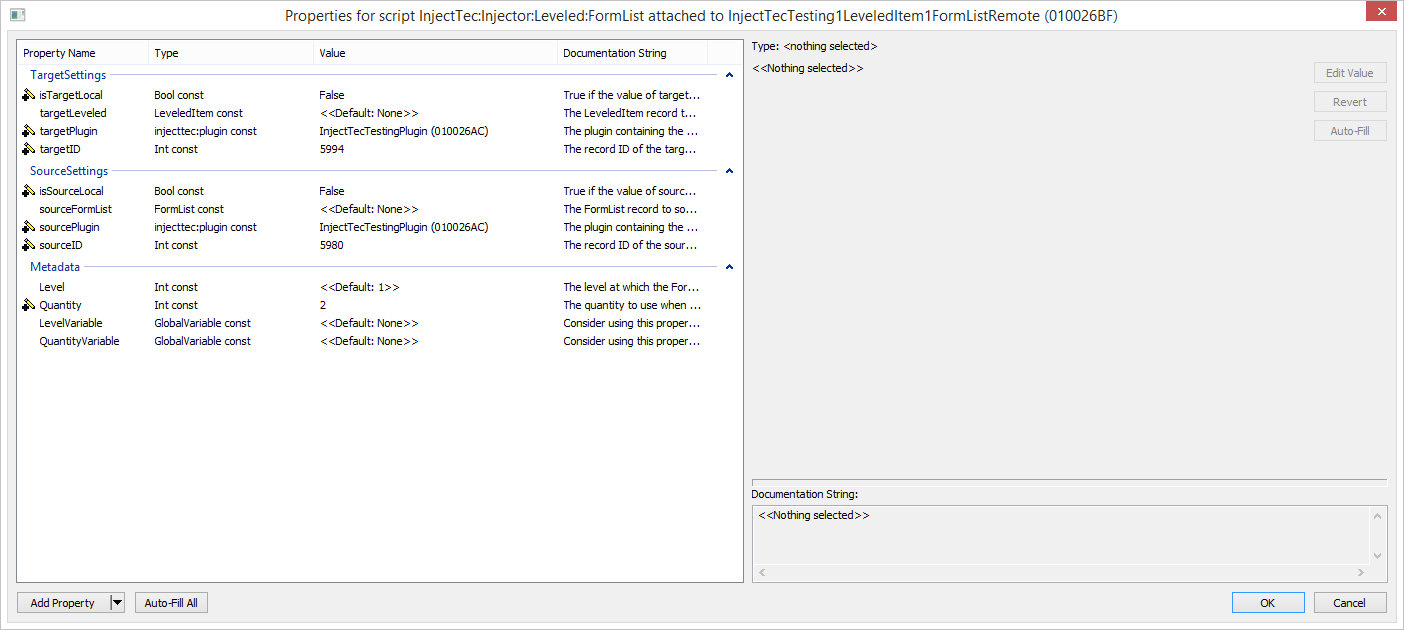 Properties for script InjectTec:Injector:Leveled:FormList attached to InjectTecTesting1LeveledItem1FormListRemote (010026BF)
Property Name Type Value Documentation String
TargetSettings
isTargetLocal Bool const False True if the value of target...
targetLeveled LeveledItem const <<Default: None>> The LeveledItem record t...
targetPlugin injecttec:plugin const InjectTecTestingPlugin (010026AC) The plugin containing the ...
targetID Int const 5994 The record ID of the targ...
SourceSettings
isSourceLocal Bool const False True if the value of sourc...
sourceFormList FormList const <<Default: None>> The FormList record to so...
sourcePlugin injecttec:plugin const InjectTecTestingPlugin (010026AC) The plugin containing the ...
sourceID Int const 5980 The record ID of the sour...
Metadata
Level Int const <<Default: 1>> The level at which the For...
Quantity Int const 2 The quantity to use when ...
LevelVariable GlobalVariable const <<Default: None>> Consider using this proper...
QuantityVariable GlobalVariable const <<Default: None>> Consider using this proper...
Type: <nothing selected>
<<Nothing selected>>
Edit Value
Revert
Auto-Fill
Documentation String:
<<Nothing selected>>
Add Property Auto-Fill All OK Cancel